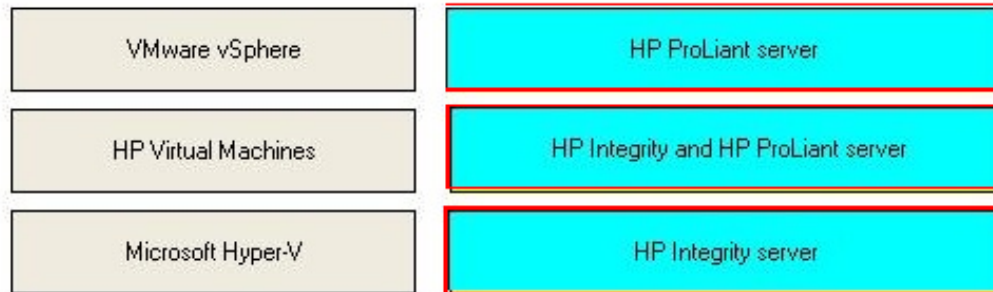 VMware vSphere
HP ProLiant server
HP Virtual Machines
HP Integrity and HP ProLiant server
Microsoft Hyper-V
HP Integrity server